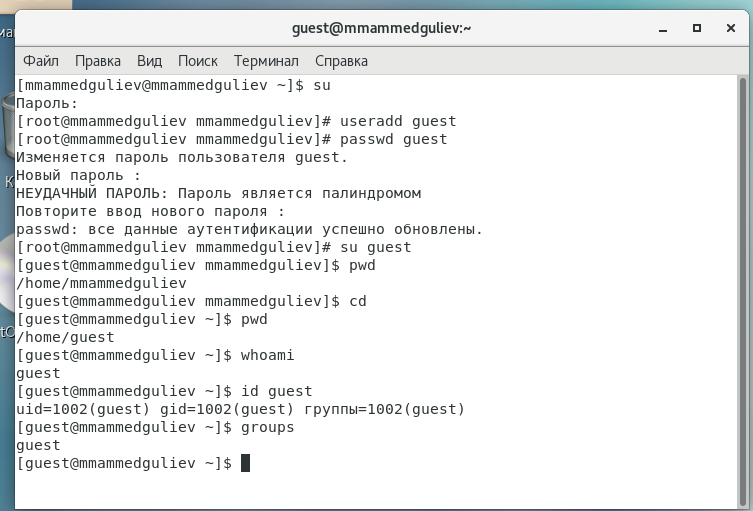 guest@mmammedguliev:~
Файл Правка Вид Поиск Терминал Справка
[mmammedguliev@mmammedguliev ~]$ su
Пароль:
[root@mmammedguliev mmammedguliev]# useradd guest
[root@mmammedguliev mmammedguliev]# passwd guest
Изменяется пароль пользователя guest.
Новый пароль :
НЕУДАЧНЫЙ ПАРОЛЬ: Пароль является палиндромом
Повторите ввод нового пароля :
passwd: все данные аутентификации успешно обновлены.
[root@mmammedguliev mmammedguliev]# su guest
[guest@mmammedguliev mmammedguliev]$ pwd
/home/mmammedguliev
[guest@mmammedguliev mmammedguliev]$ cd
[guest@mmammedguliev ~]$ pwd
/home/guest
[guest@mmammedguliev ~]$ whoami
guest
[guest@mmammedguliev ~]$ id guest
uid=1002(guest) gid=1002(guest) группы=1002(guest)
[guest@mmammedguliev ~]$ groups
guest
[guest@mmammedguliev ~]$